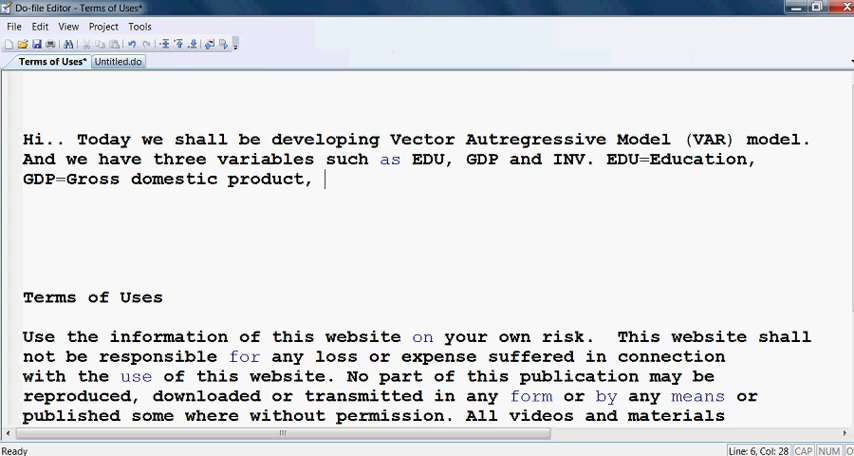 Do-file Editor - Terms of Uses*
File Edit View Project Tools
Terms of Uses* Untitled.do
Hi.. Today we shall be developing Vector Autregressive Model (VAR) model.
And we have three variables such as EDU, GDP and INV. EDU=Education,
GDP=Gross domestic product,
Terms of Uses
Use the information of this website on your own risk. This website shall
not be responsible for any loss or expense suffered in connection
with the use of this website. No part of this publication may be
reproduced, downloaded or transmitted in any form or by any means or
published some where without permission. All videos and materials
Ready Line: 6, Col: 28 CAP NUM O